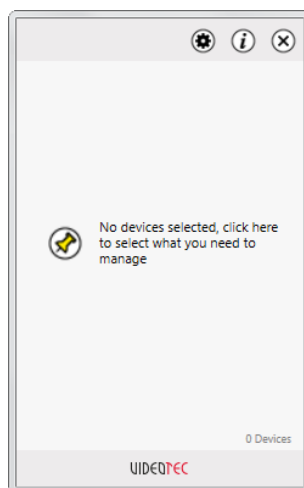 No devices selected, click here
to select what you need to
manage
0 Devices
VIDEOTEC